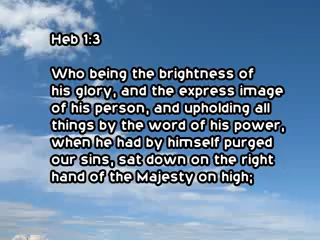 Heb 1:3
Who being the brightness of
his glory, and the express image
of his person, and upholding all
things by the word of his power,
when he had by himself purged
our sins, sat down on the right
hand of the Majesty on high;